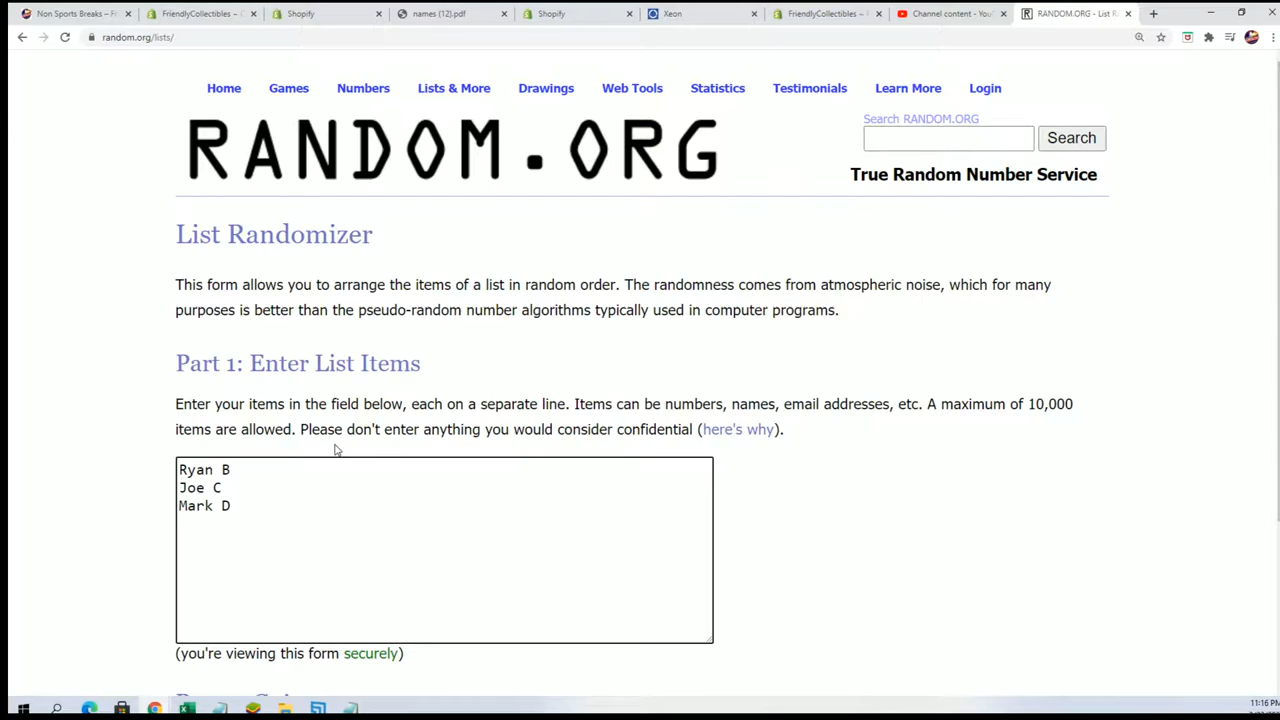 Non Sports Breaks – Fr
FriendlyCollectibles – C
Shopify
names (12).pdf
Shopify
Xeon
FriendlyCollectibles –
Channel content - You
RANDOM.ORG - List R
random.org/lists/
Home Games Numbers Lists & More Drawings Web Tools Statistics Testimonials Learn More Login
RANDOM.ORG
Search RANDOM.ORG
Search
True Random Number Service
List Randomizer
This form allows you to arrange the items of a list in random order. The randomness comes from atmospheric noise, which for many
purposes is better than the pseudo-random number algorithms typically used in computer programs.
Part 1: Enter List Items
Enter your items in the field below, each on a separate line. Items can be numbers, names, email addresses, etc. A maximum of 10,000
items are allowed. Please don't enter anything you would consider confidential (here's why).
Ryan B
Joe C
Mark D
(you're viewing this form securely)
11:16 PM